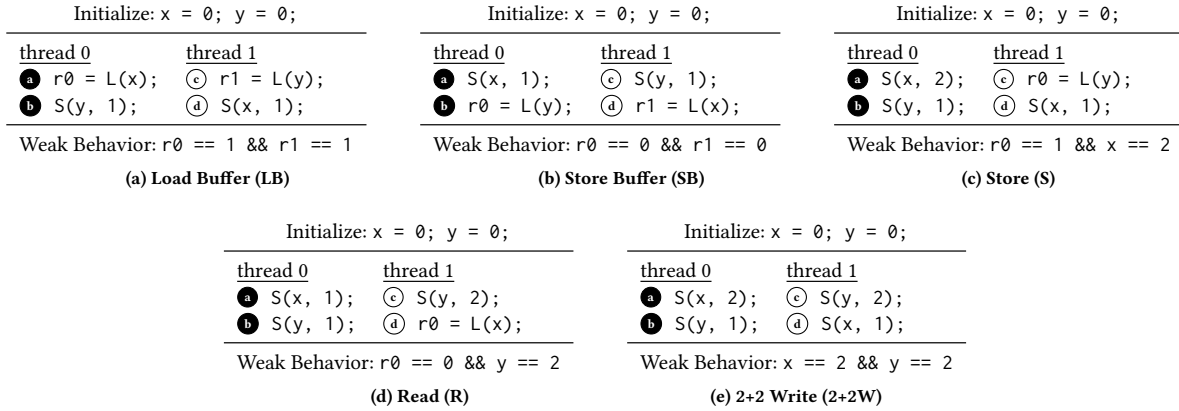 Initialize: x = 0; y = 0;
thread 0 thread 1
a r0 = L(x); c r1 = L(y);
b S(y, 1); d S(x, 1);
Weak Behavior: r0 == 1 && r1 == 1
(a) Load Buffer (LB)
Initialize: x = 0; y = 0;
thread 0 thread 1
a S(x, 1); c S(y, 1);
b r0 = L(y); d r1 = L(x);
Weak Behavior: r0 == 0 && r1 == 0
(b) Store Buffer (SB)
Initialize: x = 0; y = 0;
thread 0 thread 1
a S(x, 2); c r0 = L(y);
b S(y, 1); d S(x, 1);
Weak Behavior: r0 == 1 && x == 2
(c) Store (S)
Initialize: x = 0; y = 0;
thread 0 thread 1
a S(x, 1); c S(y, 2);
b S(y, 1); d r0 = L(x);
Weak Behavior: r0 == 0 && y == 2
(d) Read (R)
Initialize: x = 0; y = 0;
thread 0 thread 1
a S(x, 2); c S(y, 2);
b S(y, 1); d S(x, 1);
Weak Behavior: x == 2 && y == 2
(e) 2+2 Write (2+2W)